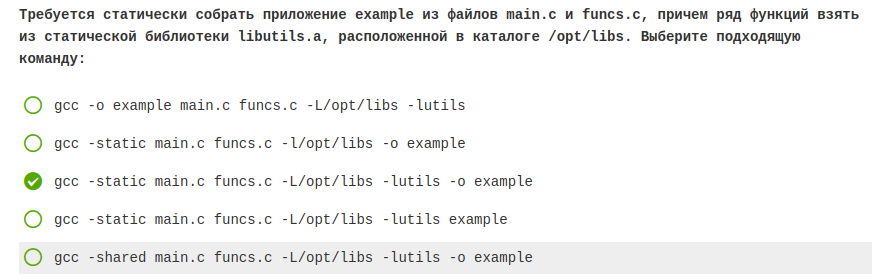 Требуется статически собрать приложение example из файлов main.c и funcs.c, причем ряд функций взять
из статической библиотеки libutils.a, расположенной в каталоге /opt/libs. Выберите подходящую
команду:
gcc -o example main.c funcs.c -L/opt/libs -lutils
gcc -static main.c funcs.c -l/opt/libs -o example
gcc -static main.c funcs.c -L/opt/libs -lutils -o example
gcc -static main.c funcs.c -L/opt/libs -lutils example
gcc -shared main.c funcs.c -L/opt/libs -lutils -o example